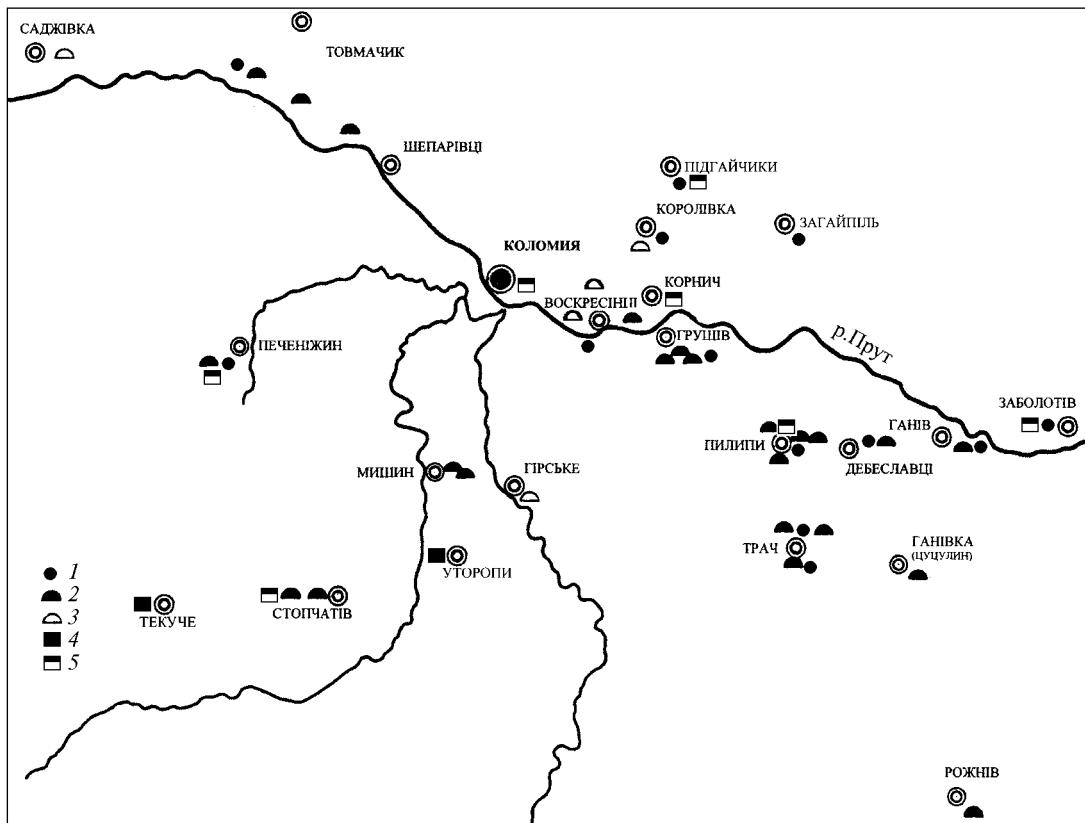 САДЖІВКА
ТОВМАЧИК
ШЕПАРІВЦІ
ПІДГАЙЧИКИ
КОРОЛІВКА
ЗАГАЙПІЛЬ
КОЛОМИЯ
КОРНИЧ
ВОСКРЕСІНЦІ
ГРУШІВ
р.Прут
ПЕЧЕНІЖИН
ЗАБОЛОТІВ
ГАНІВ
ПИЛИПИ
ДЕБЕСЛАВЦІ
МИШИН
ГІРСЬКЕ
ТРАЧ
ГАНІВКА
(ЦУЦУЛИН)
УТОРОПИ
СТОПЧАТІВ
ТЕКУЧЕ
1
2
3
4
5
РОЖНІВ